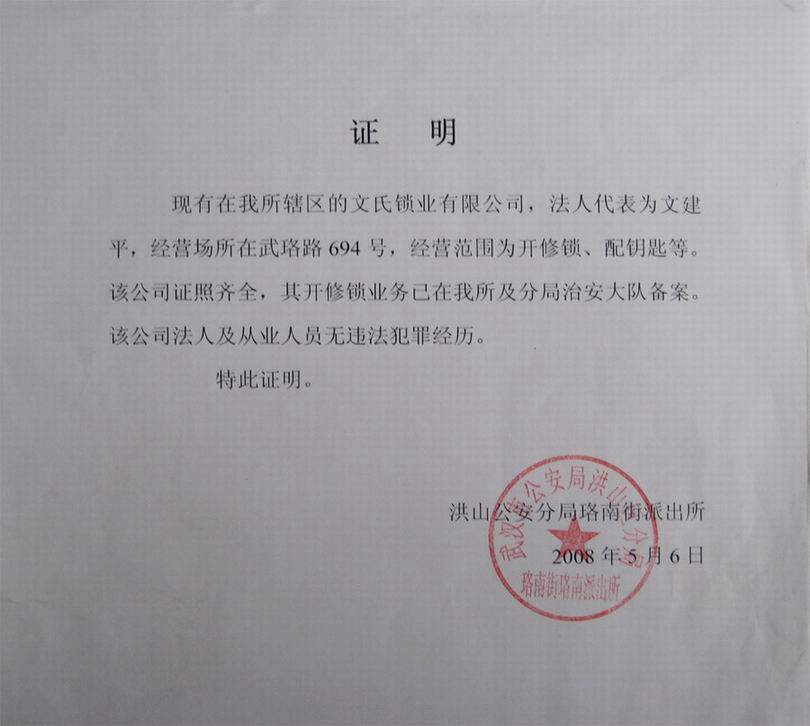 证 明
现有在我所辖区的文氏锁业有限公司，法人代表为文建
平，经营场所在武珞路 694 号，经营范围为开修锁、配钥匙等。
该公司证照齐全，其开修锁业务已在我所及分局治安大队备案。
该公司法人及从业人员无违法犯罪经历。
特此证明。
洪山公安分局珞南街派出所
2008 年 5 月 6 日
武汉市公安局洪山区分局
珞南街珞南派出所